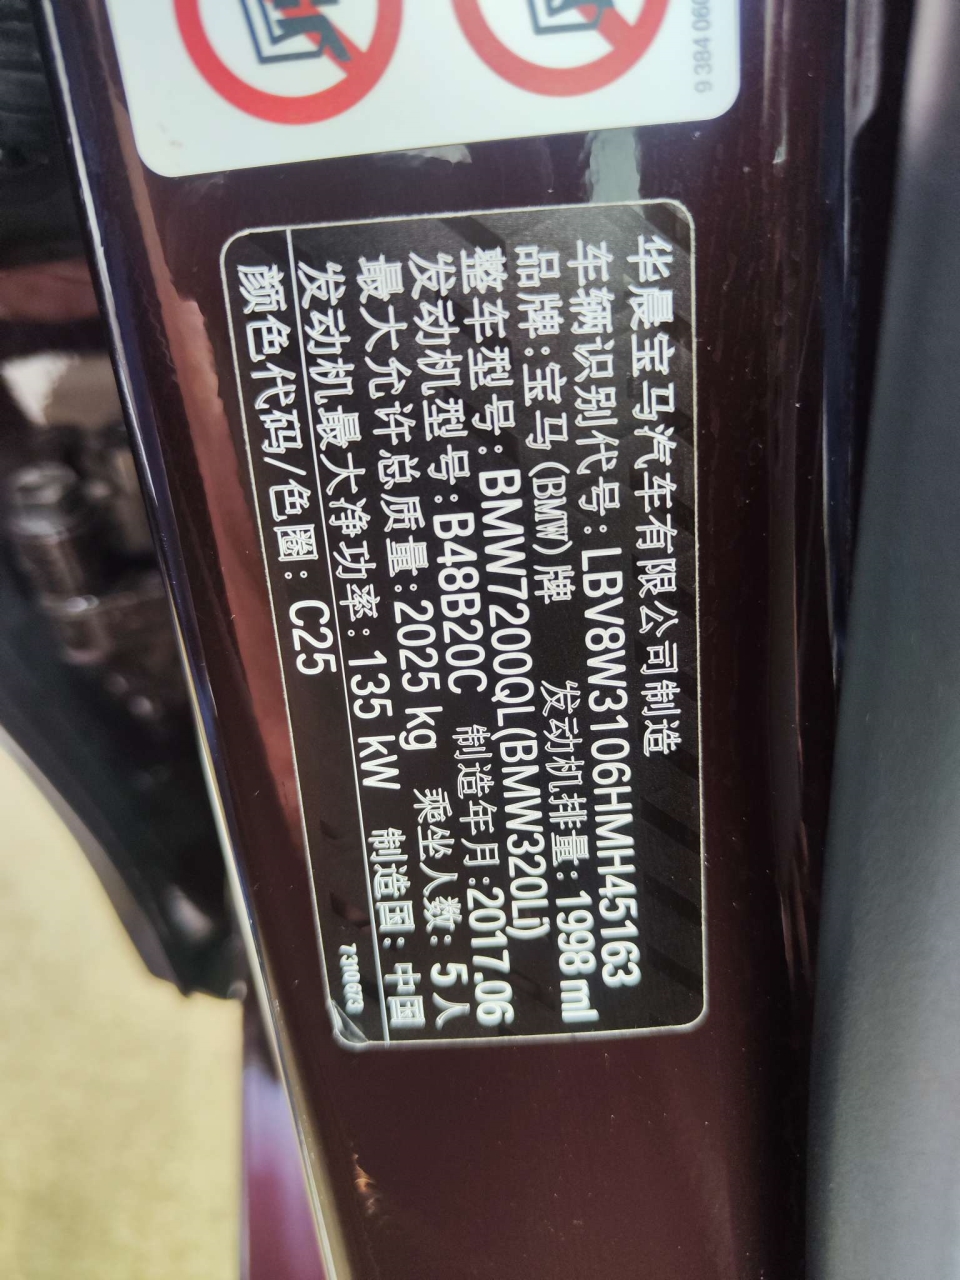 9 384 060
华晨宝马汽车有限公司制造
车辆识别代号: LBV8W3106HMH45163
品牌: 宝马(BMW)牌 发动机排量: 1998 ml
整车型号: BMW7200QL(BMW320Li)
发动机型号: B48B20C 制造年月: 2017.06
最大允许总质量: 2025 kg 乘坐人数: 5人
发动机最大净功率: 135 kW 制造国: 中国
颜色代码/色圈: C25
7310673